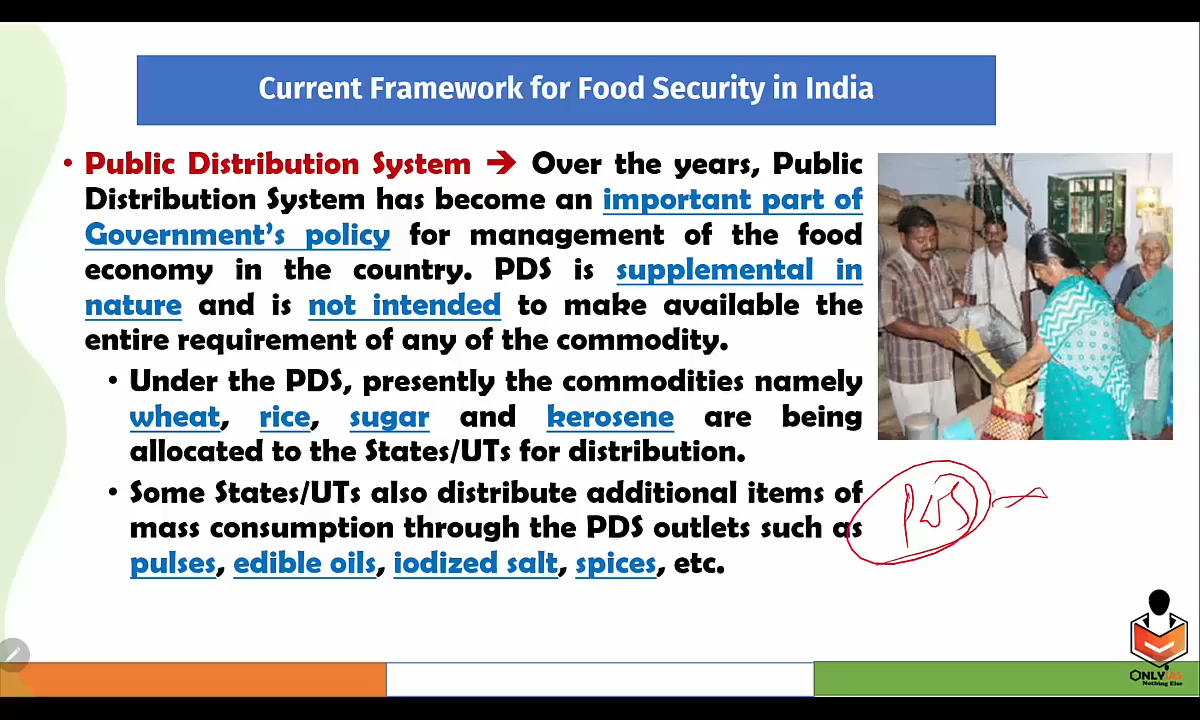 Current Framework for Food Security in India
• Public Distribution System → Over the years, Public
Distribution System has become an important part of
Government's policy for management of the food
economy in the country. PDS is supplemental in
nature and is not intended to make available the
entire requirement of any of the commodity.
• Under the PDS, presently the commodities namely
wheat, rice, sugar and kerosene are being
allocated to the States/UTs for distribution.
• Some States/UTs also distribute additional items of
mass consumption through the PDS outlets such as
pulses, edible oils, iodized salt, spices, etc.
PDS
ONLYIAS
Nothing Else